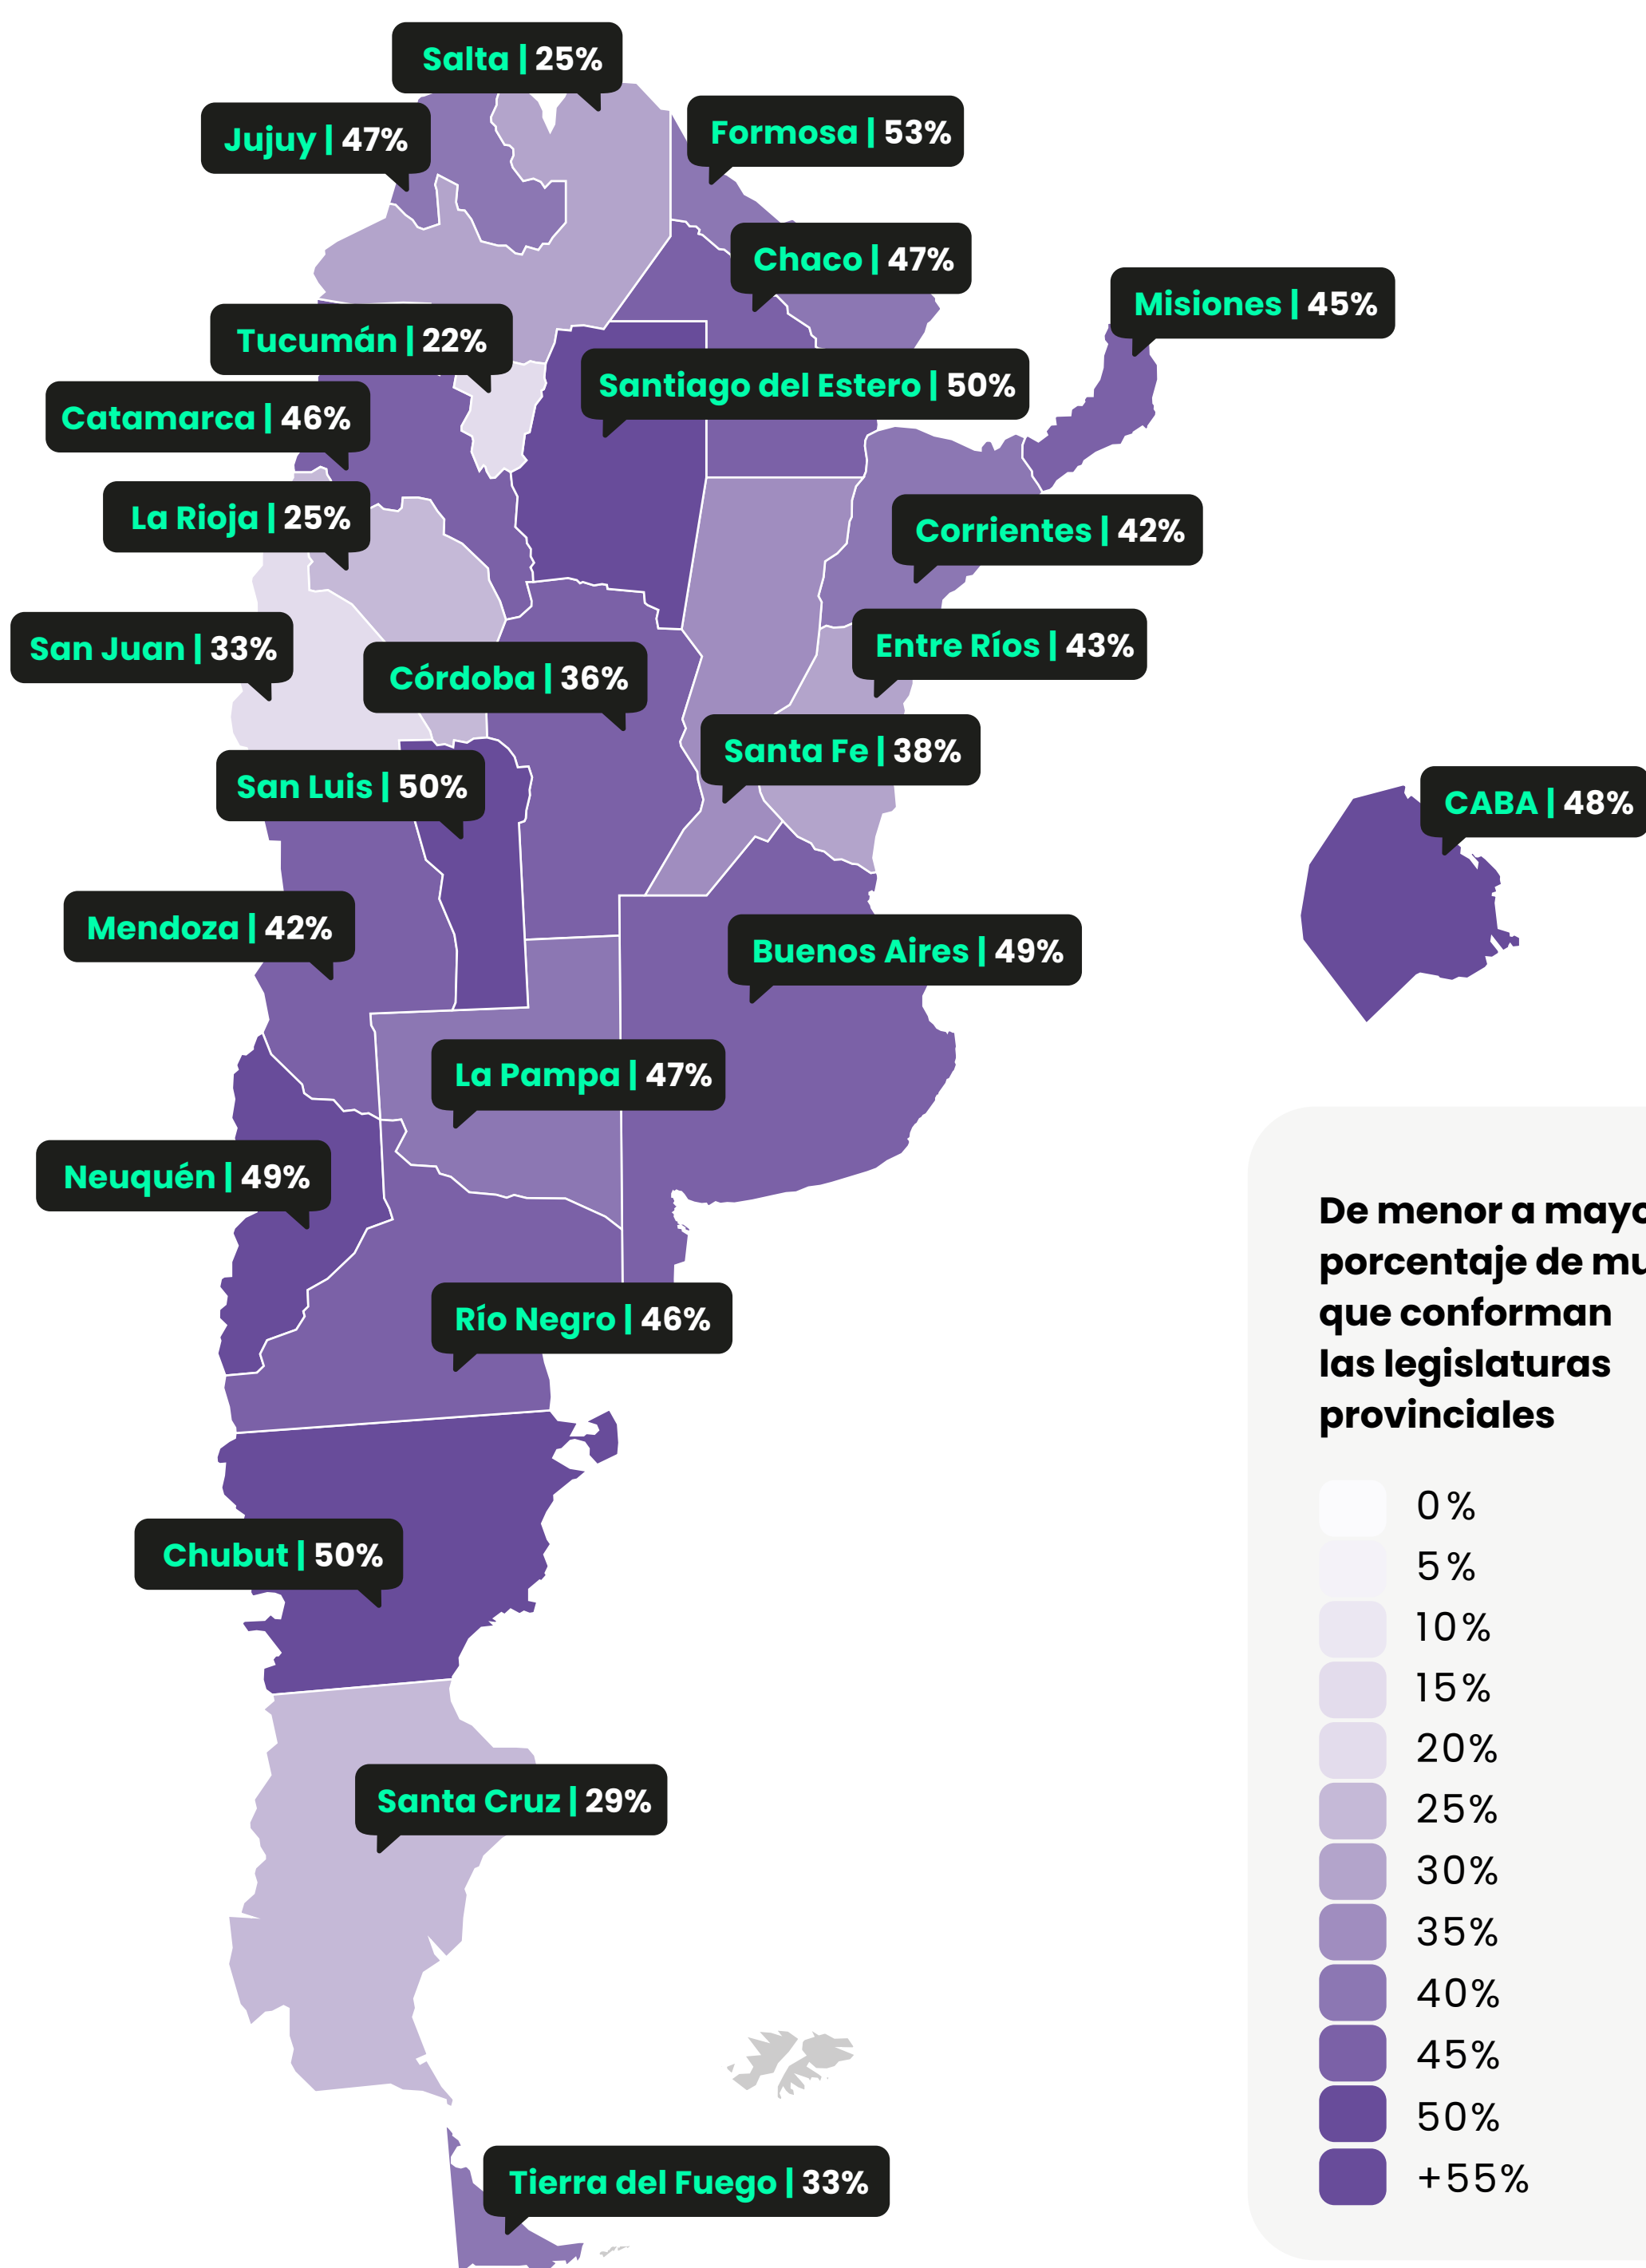 Salta | 25%
Jujuy | 47%
Formosa | 53%
Chaco | 47%
Misiones | 45%
Tucumán | 22%
Santiago del Estero | 50%
Catamarca | 46%
La Rioja | 25%
Corrientes | 42%
San Juan | 33%
Entre Ríos | 43%
Córdoba | 36%
Santa Fe | 38%
San Luis | 50%
CABA | 48%
Mendoza | 42%
Buenos Aires | 49%
La Pampa | 47%
Neuquén | 49%
Río Negro | 46%
Chubut | 50%
Santa Cruz | 29%
Tierra del Fuego | 33%
De menor a
porcentaje de
que conforman
las legislaturas
provinciales
0%
5%
10%
15%
20%
25%
30%
35%
40%
45%
50%
+55%